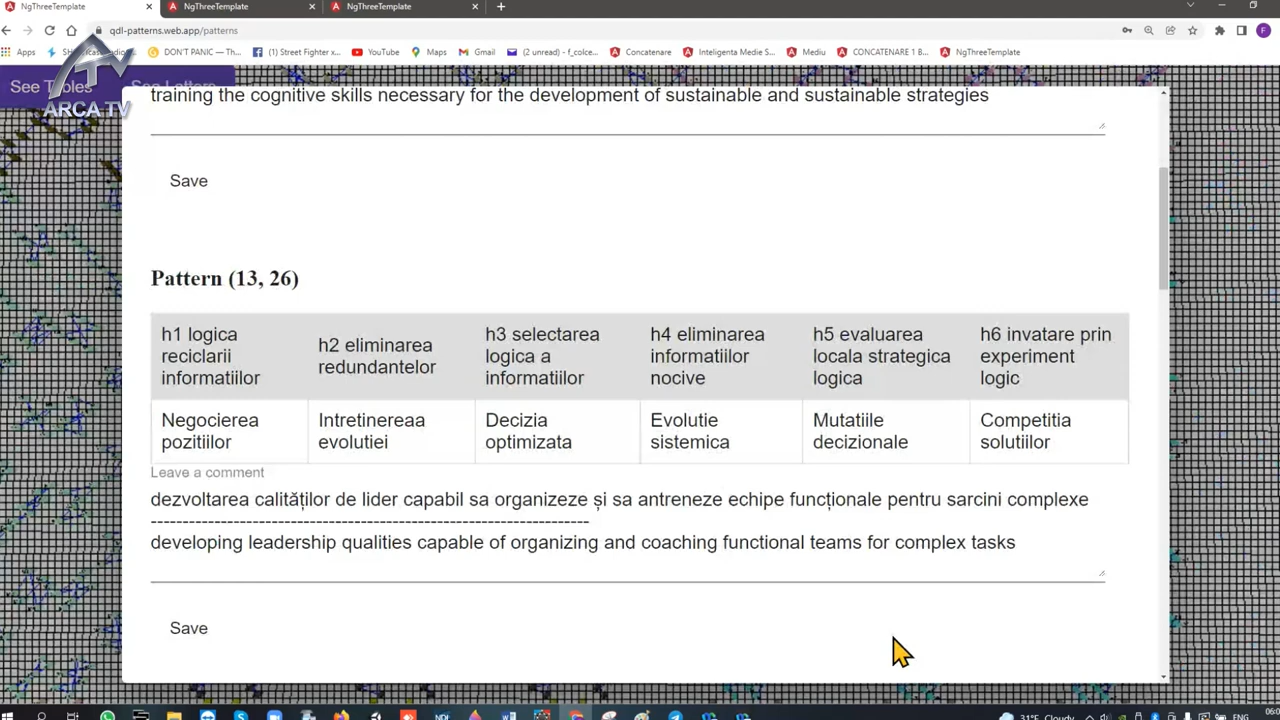 NgThreeTemplate
NgThreeTemplate
NgThreeTemplate
qdl-patterns.web.app/patterns
Apps
DON'T PANIC — Thi...
(1) Street Fighter x...
YouTube
Maps
Gmail
(2 unread) - f_colce...
Concatenare
Inteligenta Medie S...
Mediu
CONCATENARE 1 B...
NgThreeTemplate
See Tables
See Letters
ARCA TV
training the cognitive skills necessary for the development of sustainable and sustainable strategies
Save
Pattern (13, 26)
h1 logica
reciclarii
informatiilor
h2 eliminarea
redundantelor
h3 selectarea
logica a
informatiilor
h4 eliminarea
informatiilor
nocive
h5 evaluarea
locala strategica
logica
h6 invatare prin
experiment
logic
Negocierea
pozitiilor
Intretinereaa
evolutiei
Decizia
optimizata
Evolutie
sistemica
Mutatiile
decizionale
Competitia
solutiilor
Leave a comment
dezvoltarea calităților de lider capabil sa organizeze și sa antreneze echipe funcționale pentru sarcini complexe
------------------------------------------------------------------------
developing leadership qualities capable of organizing and coaching functional teams for complex tasks
Save
31°F Cloudy
ENG